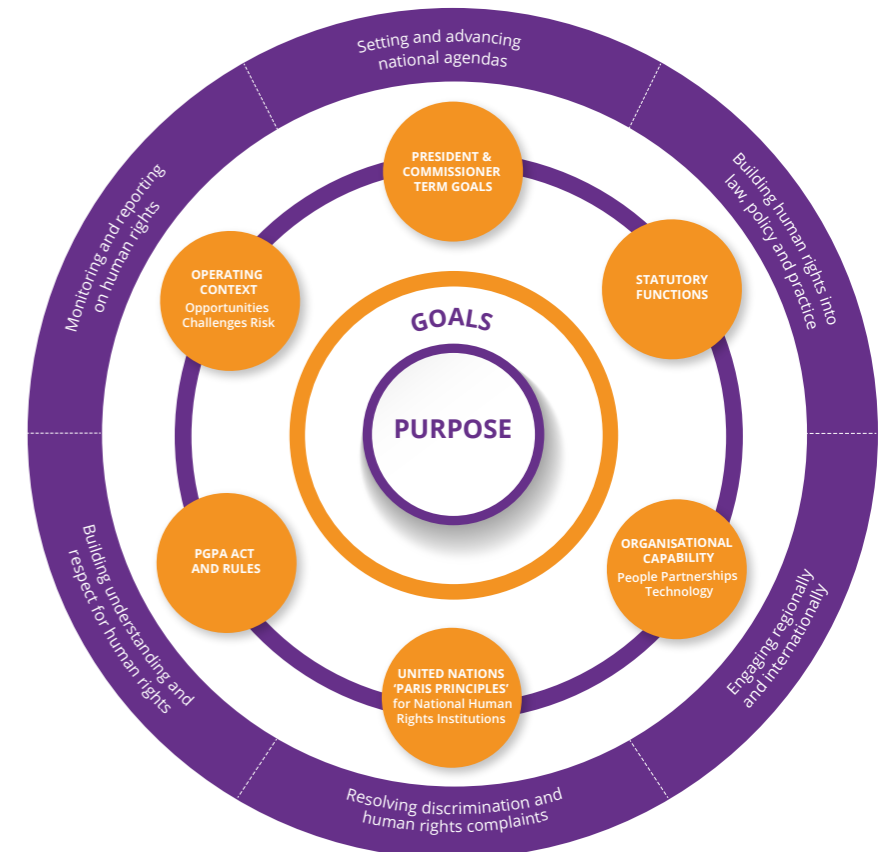 Setting and advancing
national agendas
Building human rights into
law, policy and practice
Engaging regionally
and internationally
Resolving discrimination and
human rights complaints
Building understanding and
respect for human rights
Monitoring and reporting
on human rights
PRESIDENT &
COMMISSIONER
TERM GOALS
STATUTORY
FUNCTIONS
ORGANISATIONAL
CAPABILITY
People Partnerships
Technology
UNITED NATIONS
‘PARIS PRINCIPLES’
for National Human
Rights Institutions
PGPA ACT
AND RULES
OPERATING
CONTEXT
Opportunities
Challenges Risk
GOALS
PURPOSE